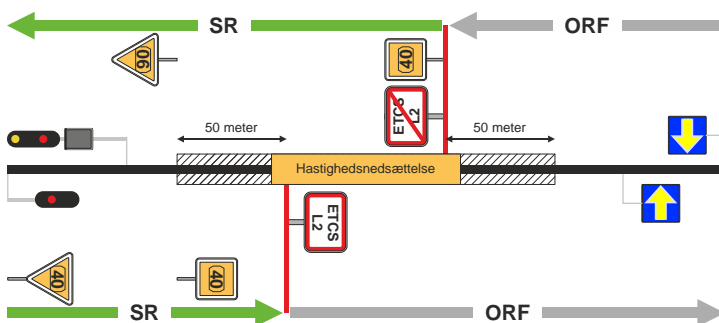 SR
ORF
90
40
ETCS
L2
50 meter
50 meter
Hastighedsnedsættelse
ETCS
L2
40
40
SR
ORF